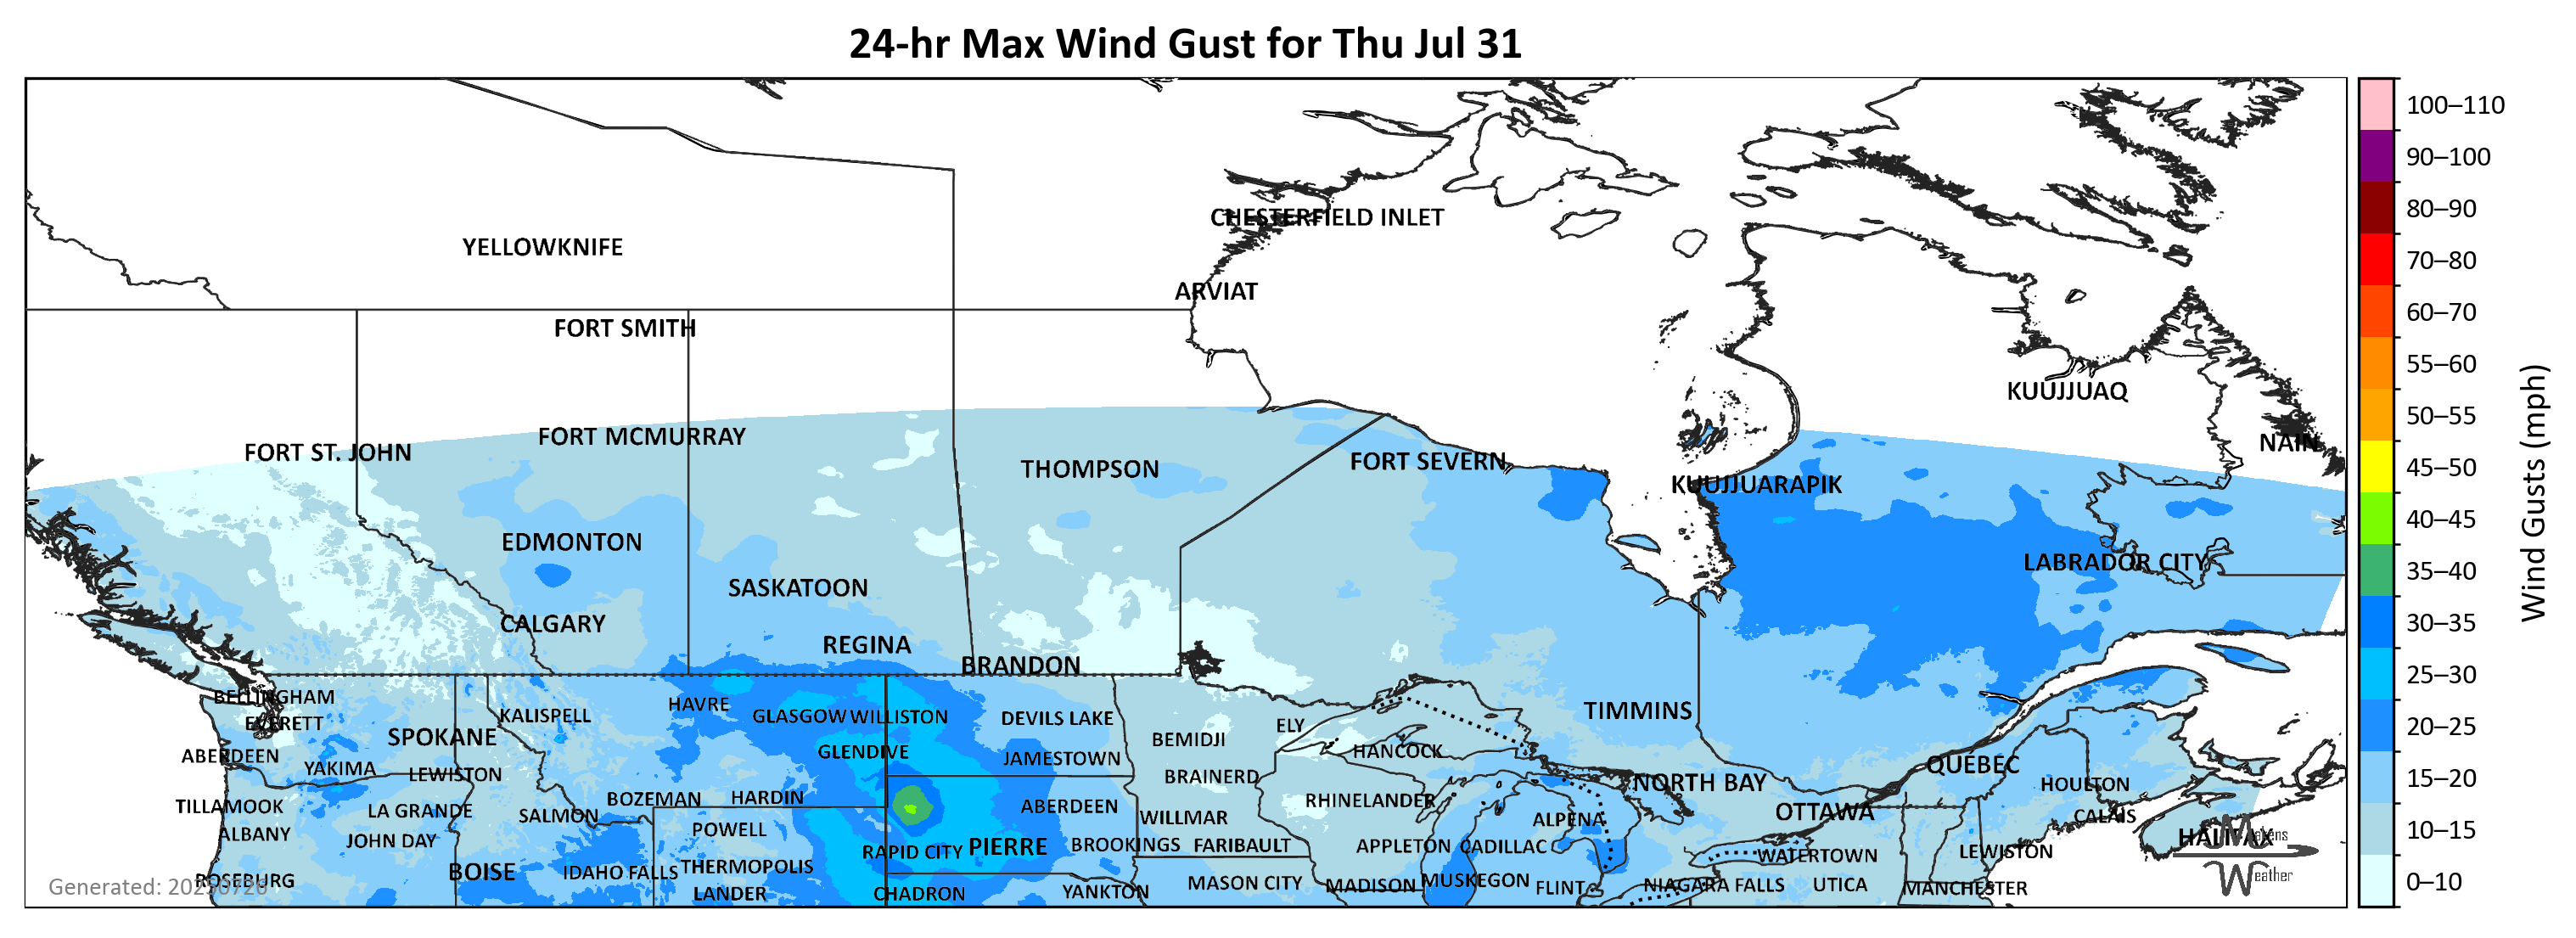 24-hr Max Wind Gust for Thu Jul 31
CHESTERFIELD INLET
YELLOWKNIFE
ARVIAT
FORT SMITH
KUUJJUAQ
FORT MCMURRAY
NAIN
FORT ST. JOHN
FORT SEVERN
THOMPSON
KUUJJUARAPIK
EDMONTON
LABRADOR CITY
SASKATOON
CALGARY
REGINA
BRANDON
BELLINGHAM
HAVRE
TIMMINS
KALISPELL
GLASGOW WILLISTON
DEVILS LAKE
EVERETT
ELY
SPOKANE
BEMIDJI
GLENDIVE
HANCOCK
ABERDEEN
JAMESTOWN
QUÉBEC
YAKIMA
LEWISTON
BRAINERD
NORTH BAY
HOULTON
BOZEMAN
HARDIN
RHINELANDER
TILLAMOOK
LA GRANDE
ABERDEEN
SALMON
WILLMAR
ALPENA
OTTAWA
CALAIS
ALBANY
POWELL
HALIFAX
JOHN DAY
RAPID CITY
PIERRE
BROOKINGS
FARIBAULT
APPLETON
CADILLAC
WATERTOWN
LEWISTON
BOISE
IDAHO FALLS
THERMOPOLIS
ROSEBURG
MASON CITY
MADISON
MUSKEGON
FLINT
NIAGARA FALLS
UTICA
MANCHESTER
LANDER
CHADRON
YANKTON
Makens
Weather
100–110
90–100
80–90
70–80
60–70
55–60
50–55
45–50
40–45
35–40
30–35
25–30
20–25
15–20
10–15
0–10
Wind Gusts (mph)